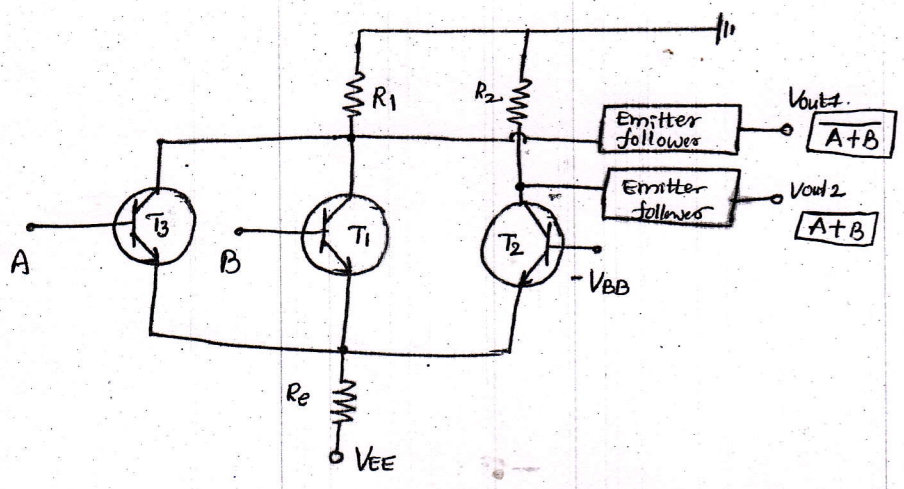 R1
R2
Emitter
follower
Vout1.
A+B
Emitter
follower
Vout2
A+B
T3
T1
T2
A
B
-VBB
Re
VEE